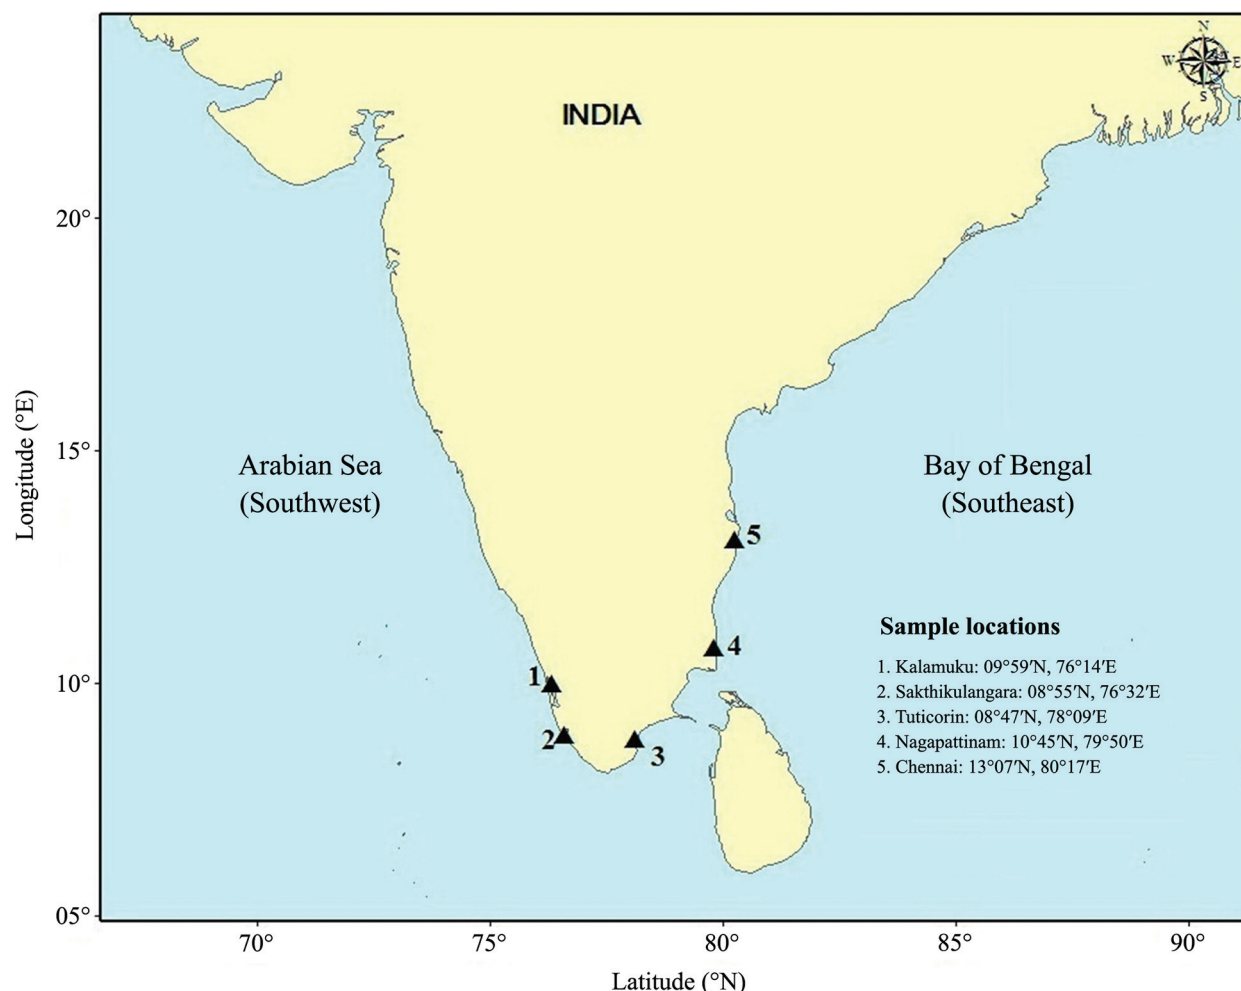 N
W E
S
INDIA
20°
15°
10°
05°
Longitude (°E)
Arabian Sea
(Southwest)
Bay of Bengal
(Southeast)
5
4
1
2
3
Sample locations
1. Kalamuku: 09°59′N, 76°14′E
2. Sakthikulangara: 08°55′N, 76°32′E
3. Tuticorin: 08°47′N, 78°09′E
4. Nagapattinam: 10°45′N, 79°50′E
5. Chennai: 13°07′N, 80°17′E
70° 75° 80° 85° 90°
Latitude (°N)